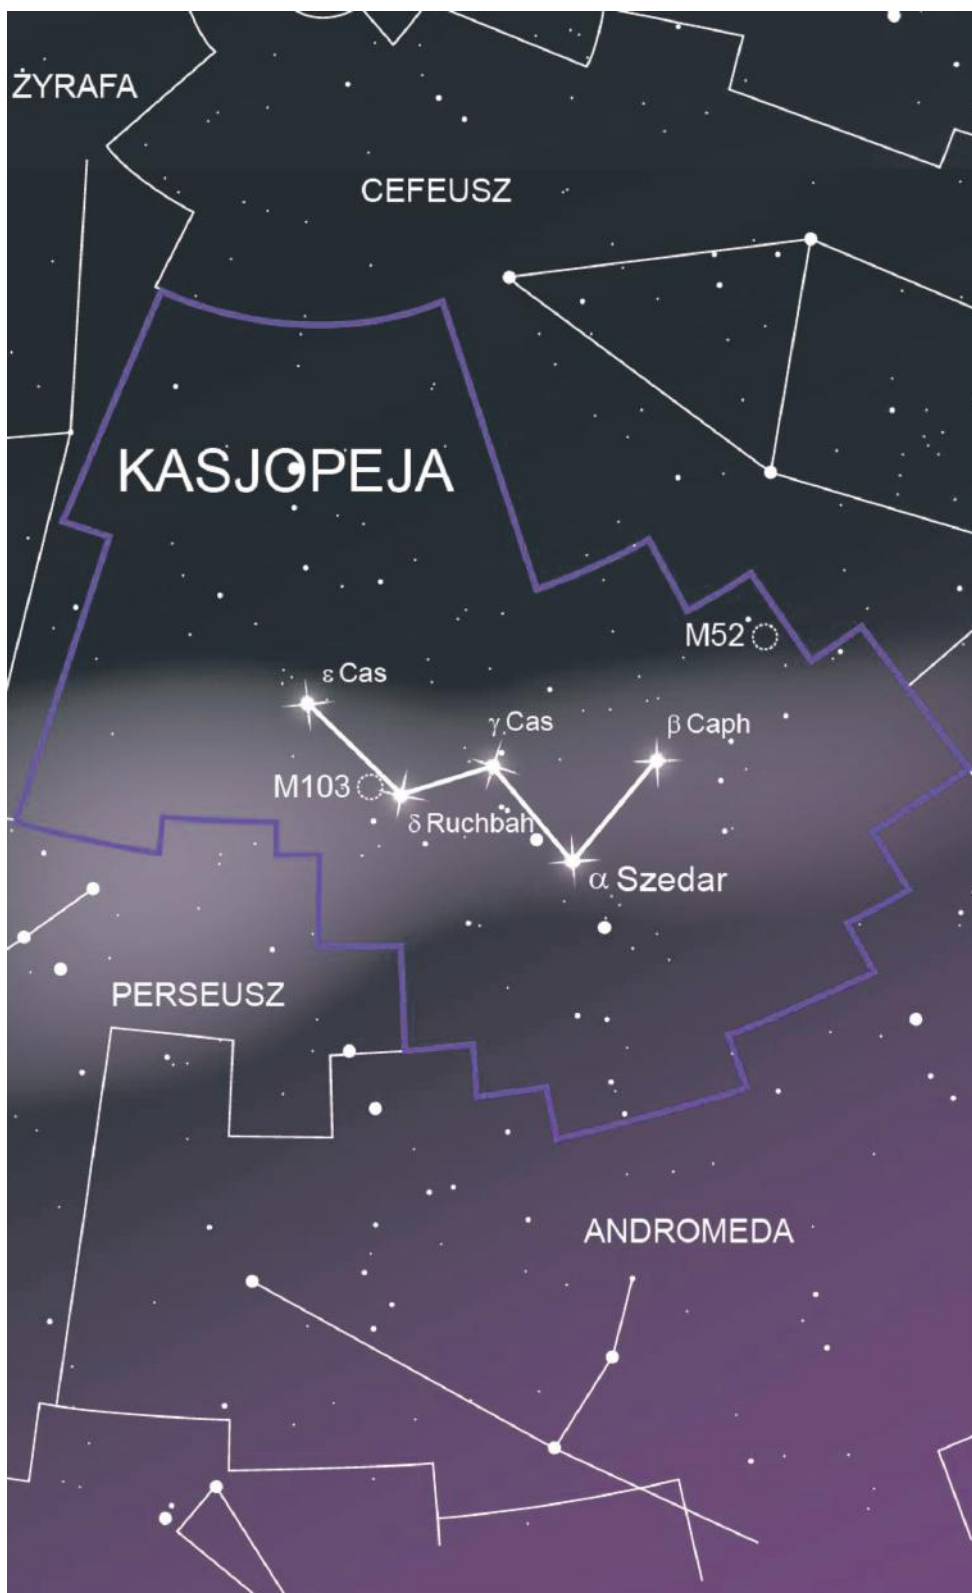 ŻYRAFA
CEFEUSZ
KASJOPEJA
M52
ε Cas
γ Cas
β Caph
M103
δ Ruchbah
α Szedar
PERSEUSZ
ANDROMEDA